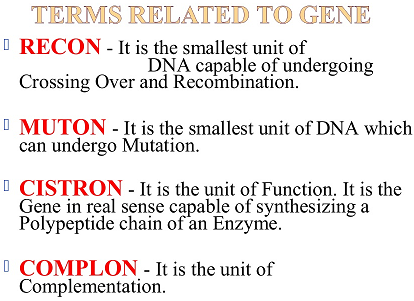 TERMS RELATED TO GENE
RECON - It is the smallest unit of
DNA capable of undergoing
Crossing Over and Recombination.
MUTON - It is the smallest unit of DNA which
can undergo Mutation.
CISTRON - It is the unit of Function. It is the
Gene in real sense capable of synthesizing a
Polypeptide chain of an Enzyme.
COMPLON - It is the unit of
Complementation.